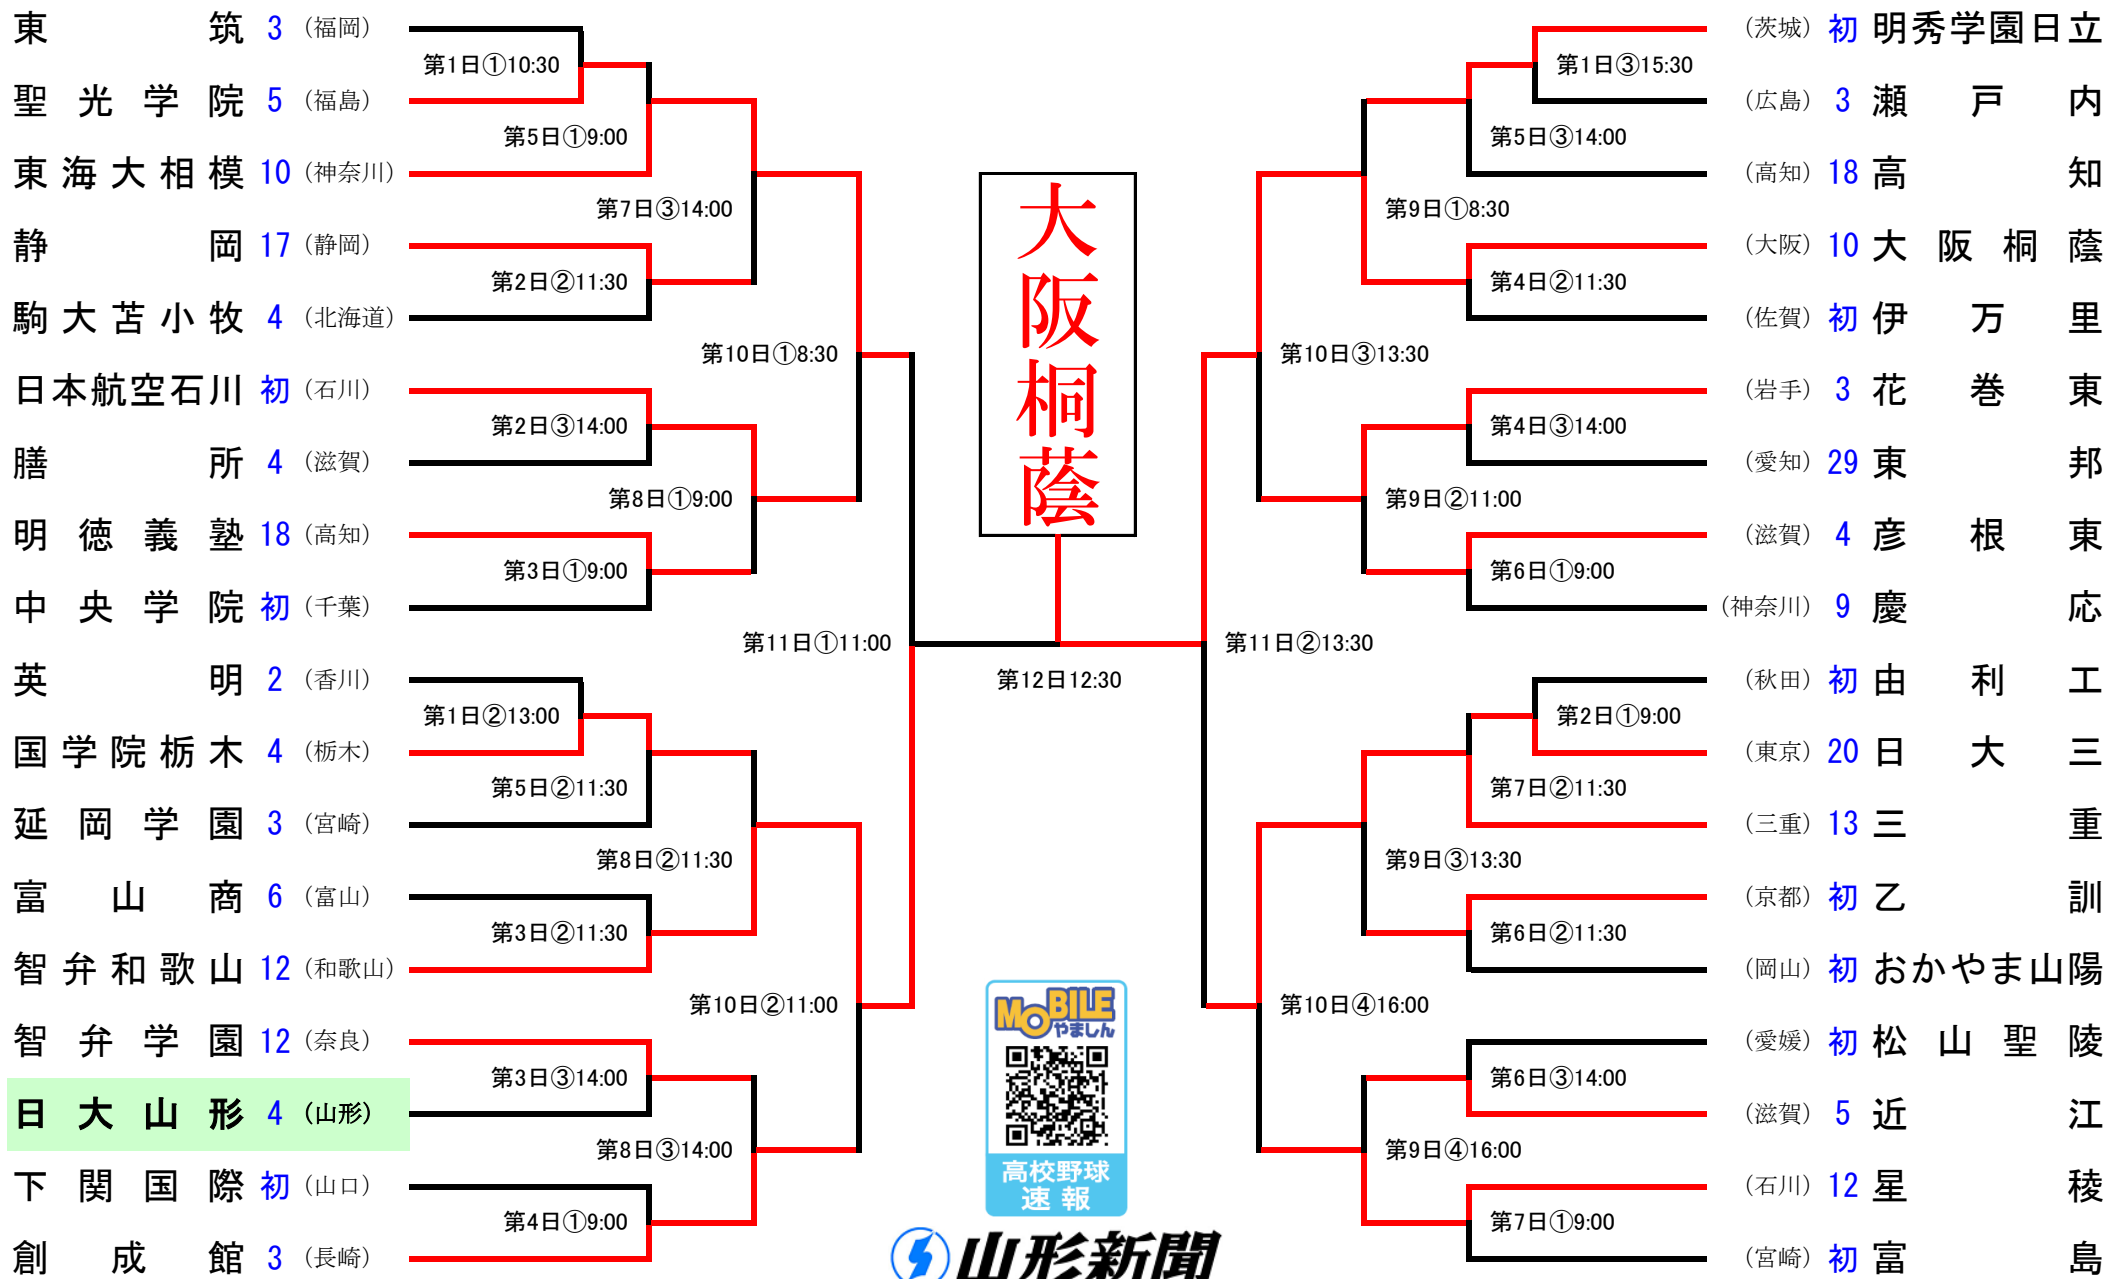 東筑 3 (福岡)
第1日①10:30
聖光学院 5 (福島)
第5日①9:00
東海大相模 10 (神奈川)
第7日③14:00
静岡 17 (静岡)
第2日②11:30
駒大苫小牧 4 (北海道)
第10日①8:30
日本航空石川 初 (石川)
第2日③14:00
膳所 4 (滋賀)
第8日①9:00
明徳義塾 18 (高知)
第3日①9:00
中央学院 初 (千葉)
第11日①11:00
英明 2 (香川)
第1日②13:00
国学院栃木 4 (栃木)
第5日②11:30
延岡学園 3 (宮崎)
第8日②11:30
富山商 6 (富山)
第3日②11:30
智弁和歌山 12 (和歌山)
第10日②11:00
智弁学園 12 (奈良)
第3日③14:00
日大山形 4 (山形)
第8日③14:00
下関国際 初 (山口)
第4日①9:00
創成館 3 (長崎)
大阪桐蔭
第12日12:30
MOBILE
やましん
高校野球
速報
山形新聞
(茨城) 初 明秀学園日立
第1日③15:30
(広島) 3 瀬戸内
第5日③14:00
(高知) 18 高知
第9日①8:30
(大阪) 10 大阪桐蔭
第4日②11:30
(佐賀) 初 伊万里
第10日③13:30
(岩手) 3 花巻東
第4日③14:00
(愛知) 29 東邦
第9日②11:00
(滋賀) 4 彦根東
第6日①9:00
(神奈川) 9 慶応
第11日②13:30
(秋田) 初 由利工
第2日①9:00
(東京) 20 日大三
第7日②11:30
(三重) 13 三重
第9日③13:30
(京都) 初 乙訓
第6日②11:30
(岡山) 初 おかやま山陽
第10日④16:00
(愛媛) 初 松山聖陵
第6日③14:00
(滋賀) 5 近江
第9日④16:00
(石川) 12 星稜
第7日①9:00
(宮崎) 初 富島